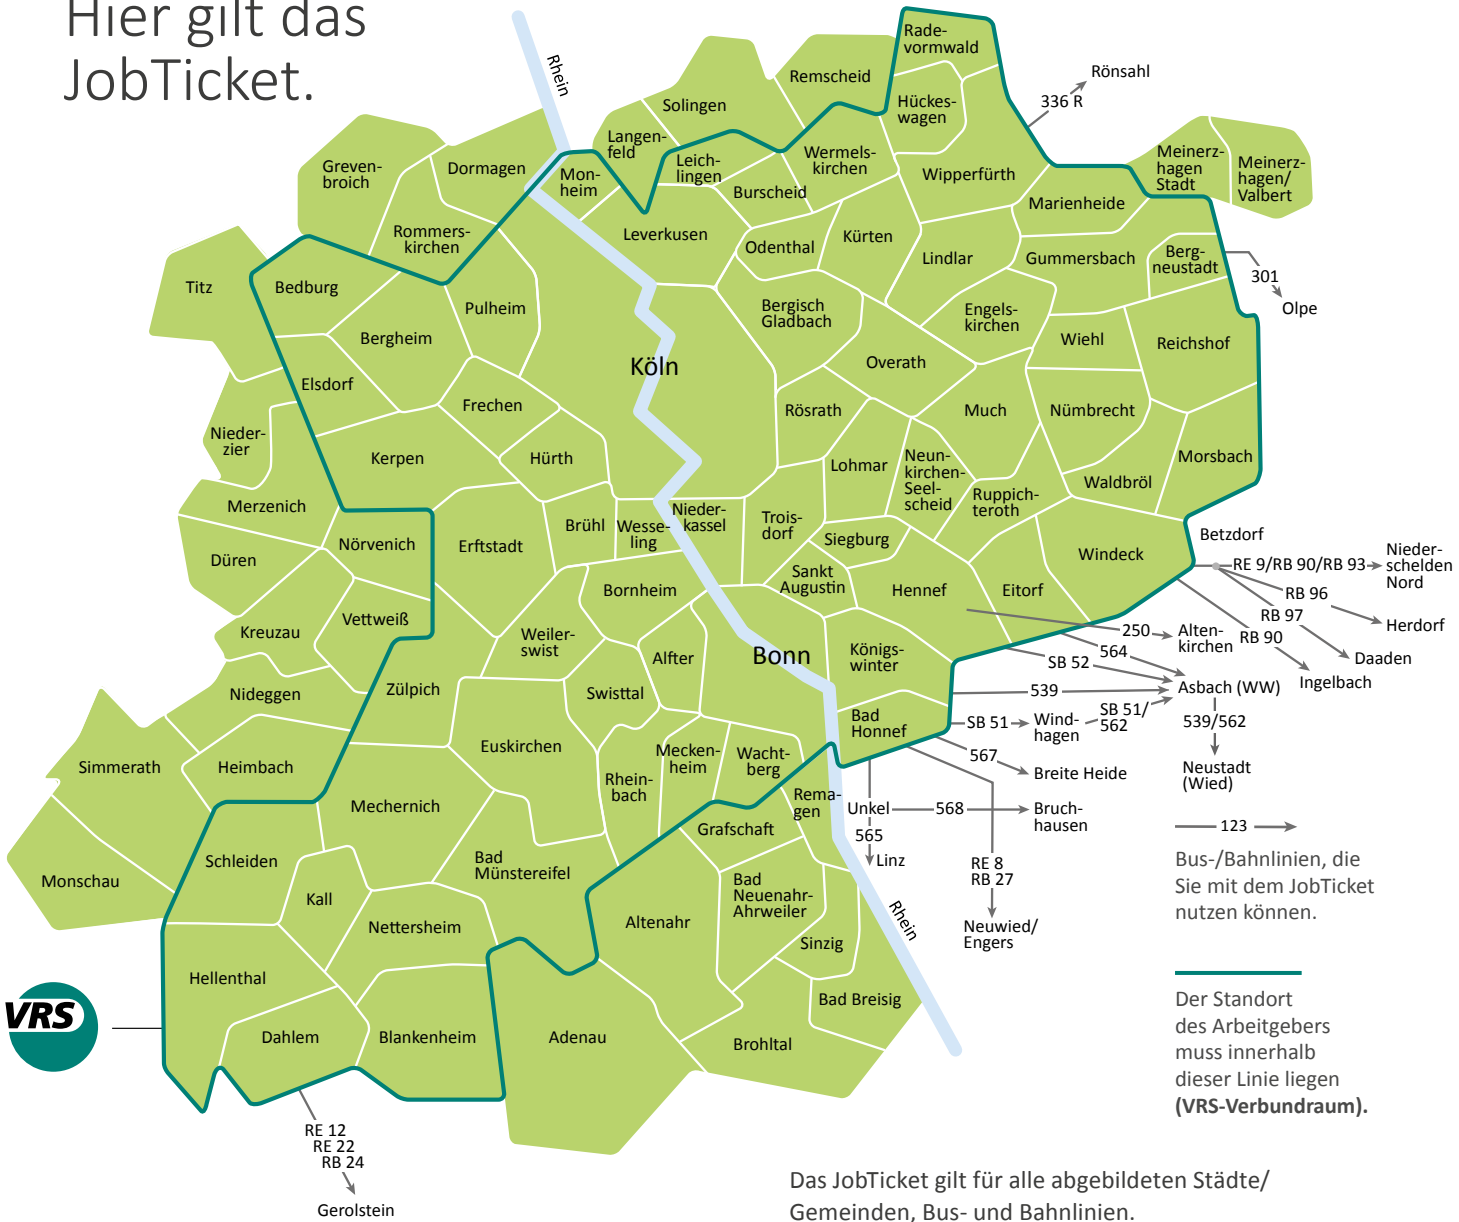 Hier gilt das
JobTicket.
Rhein
Rade-
vormwald
Remscheid
Solingen
Hückes-
wagen
336 R
Rönsahl
Langen-
feld
Leich-
lingen
Wermels-
kirchen
Wipperfürth
Meinerz-
hagen
Stadt
Meinerz-
hagen/
Valbert
Greven-
broich
Dormagen
Mon-
heim
Burscheid
Marienheide
Rommers-
kirchen
Leverkusen
Odenthal
Kürten
Lindlar
Gummersbach
Berg-
neustadt
301
Olpe
Titz
Bedburg
Pulheim
Bergheim
Bergisch
Gladbach
Engels-
kirchen
Wiehl
Reichshof
Elsdorf
Köln
Overath
Frechen
Rösrath
Much
Nümbrecht
Nieder-
zier
Kerpen
Hürth
Lohmar
Neun-
kirchen-
Seel-
scheid
Morsbach
Waldbröl
Ruppich-
teroth
Merzenich
Nörvenich
Erftstadt
Brühl
Wesse-
ling
Nieder-
kassel
Trois-
dorf
Siegburg
Windeck
Betzdorf
RE 9/RB 90/RB 93
Nieder-
schelden
Nord
Düren
Bornheim
Sankt
Augustin
Hennef
Eitorf
RB 96
RB 97
RB 90
Herdorf
Daaden
Ingelbach
Kreuzau
Vettweiß
Weiler-
swist
Alfter
Bonn
Königs-
winter
250
Alten-
kirchen
564
SB 52
539
Asbach (WW)
Nideggen
Zülpich
Swisttal
Bad
Honnef
SB 51
Wind-
hagen
SB 51/
562
539/562
Neustadt
(Wied)
567
Breite Heide
Simmerath
Heimbach
Euskirchen
Mechernich
Rhein-
bach
Mecken-
heim
Wacht-
berg
Rema-
gen
Unkel
568
Bruch-
hausen
565
Linz
123
Bus-/Bahnlinien, die
Sie mit dem JobTicket
nutzen können.
Monschau
Schleiden
Kall
Bad
Münstereifel
Grafschaft
RE 8
RB 27
Neuwied/
Engers
Nettersheim
Altenahr
Bad
Neuenahr-
Ahrweiler
Sinzig
Rhein
Hellenthal
Bad Breisig
VRS
Dahlem
Blankenheim
Adenau
Brohltal
Der Standort
des Arbeitgebers
muss innerhalb
dieser Linie liegen
(VRS-Verbundraum).
RE 12
RE 22
RB 24
Gerolstein
Das JobTicket gilt für alle abgebildeten Städte/
Gemeinden, Bus- und Bahnlinien.